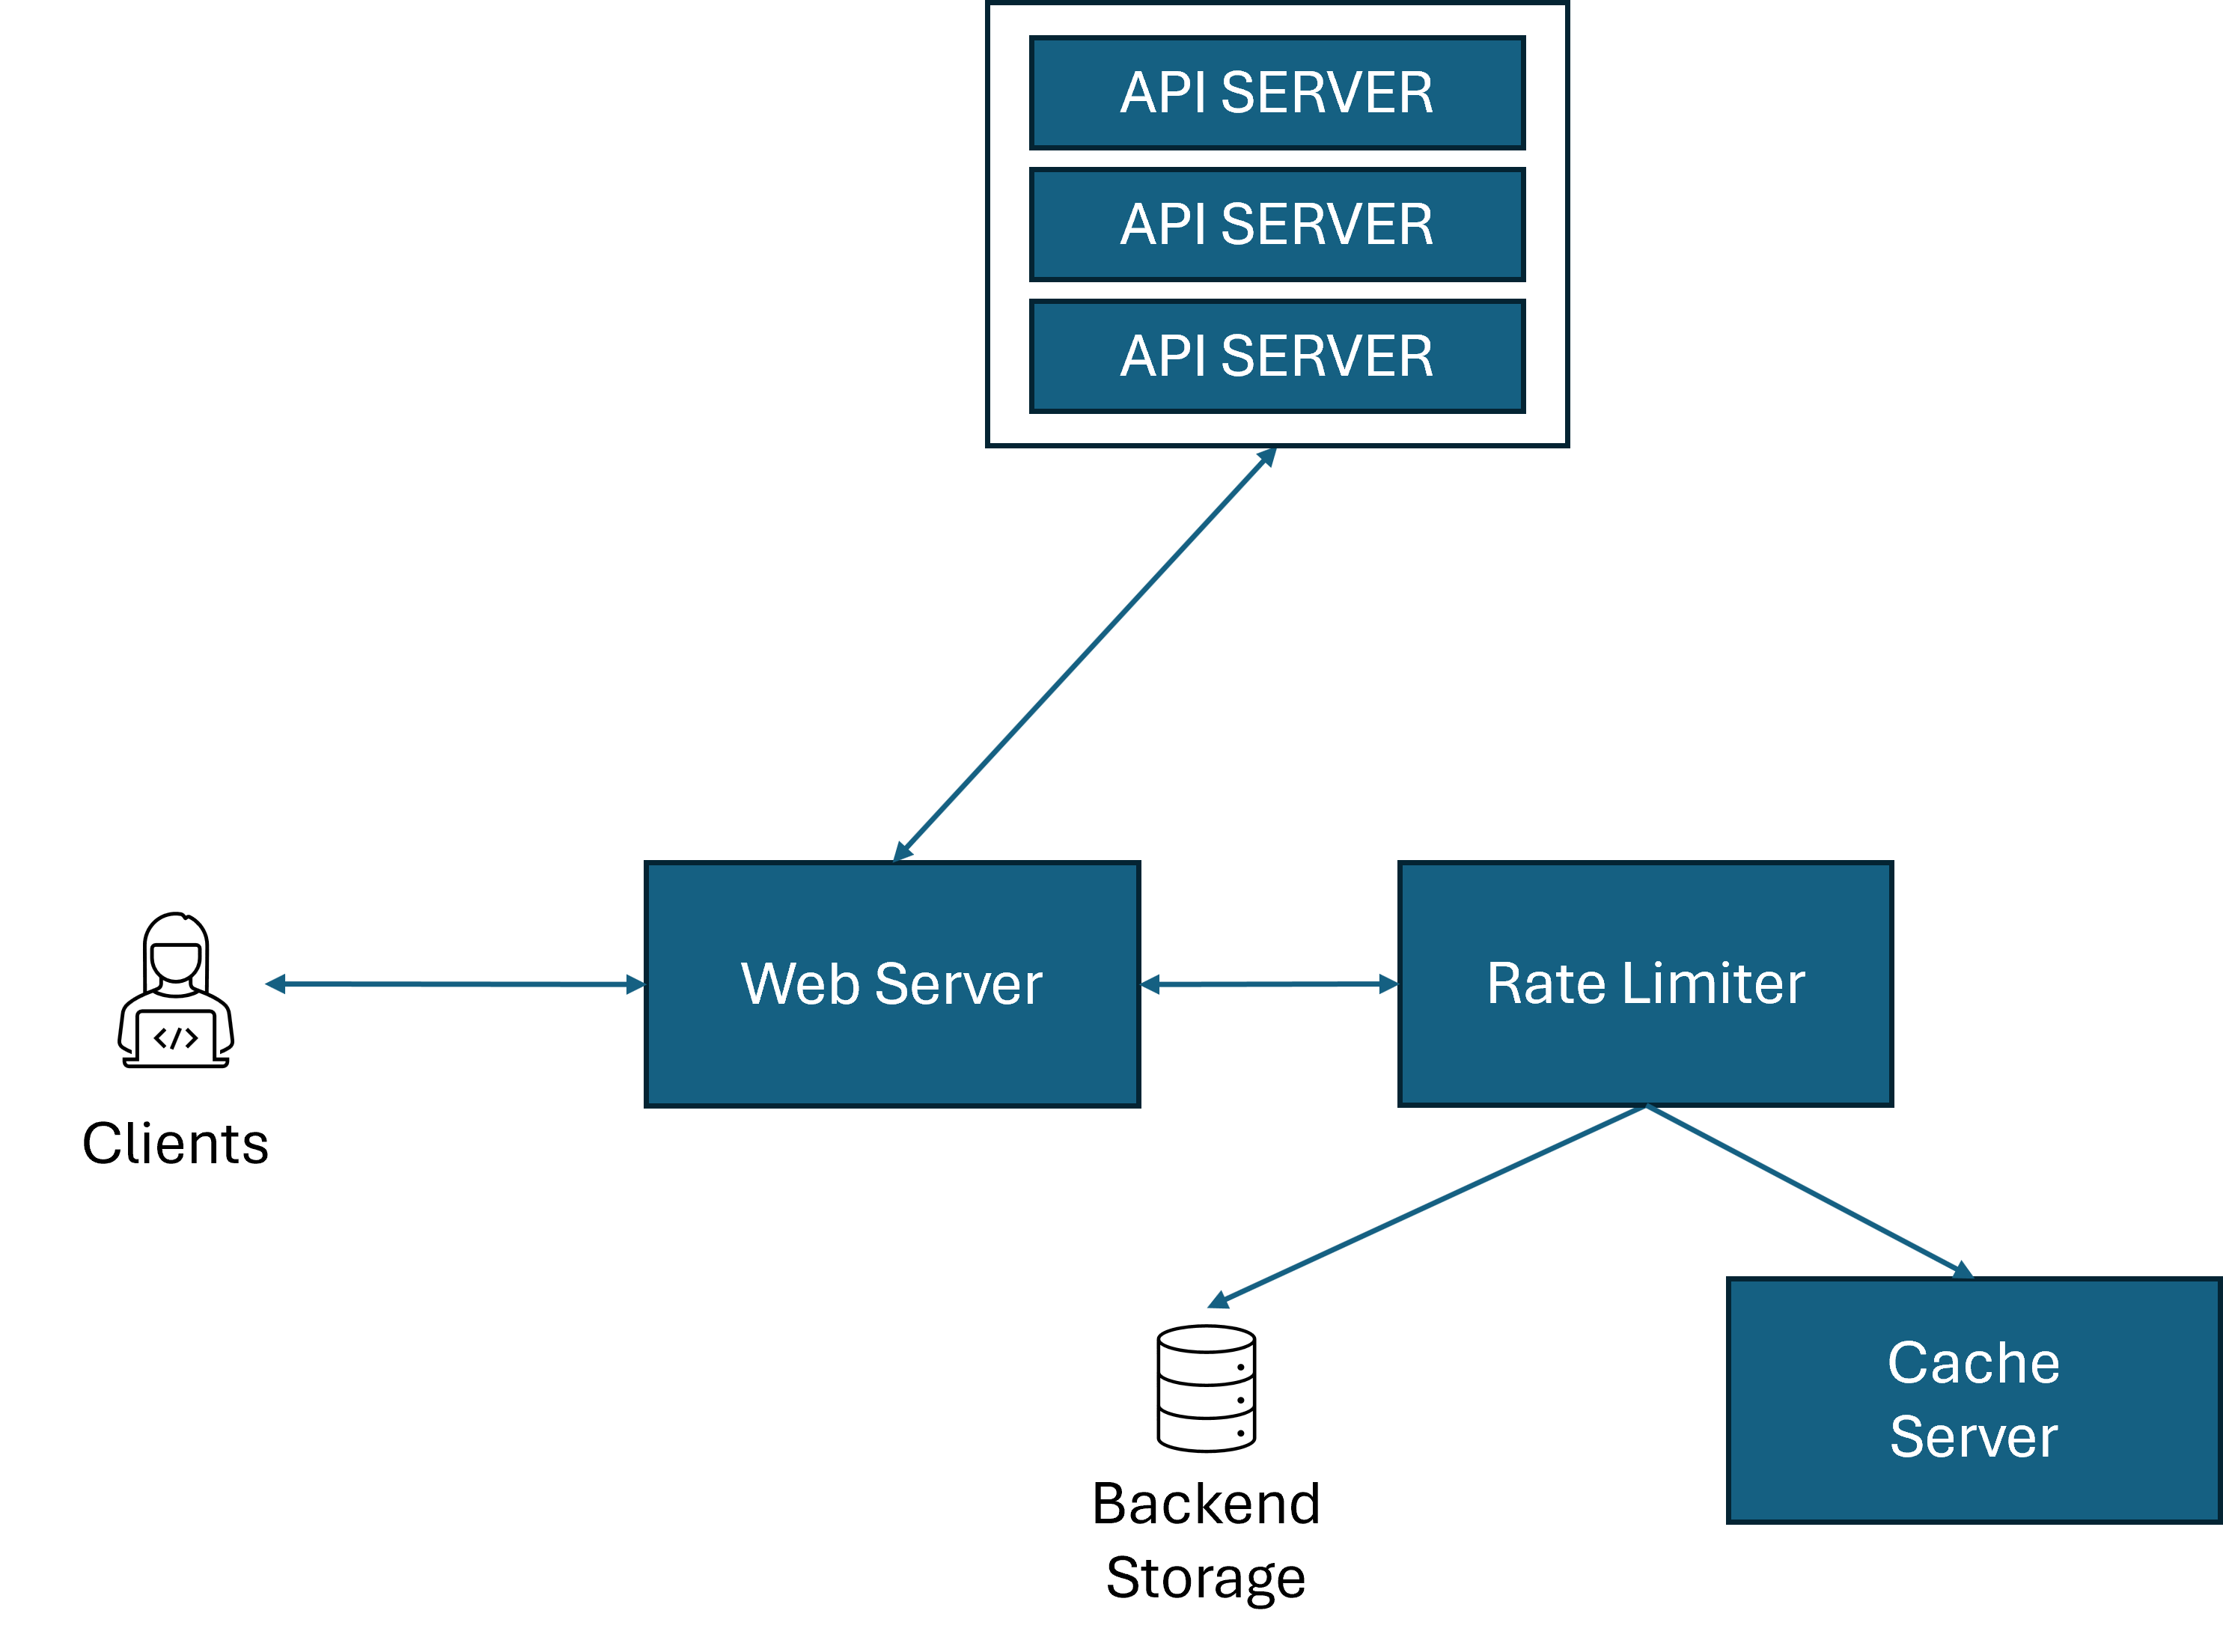 API SERVER
API SERVER
API SERVER
Web Server
Rate Limiter
</>
Clients
Cache
Server
Backend
Storage